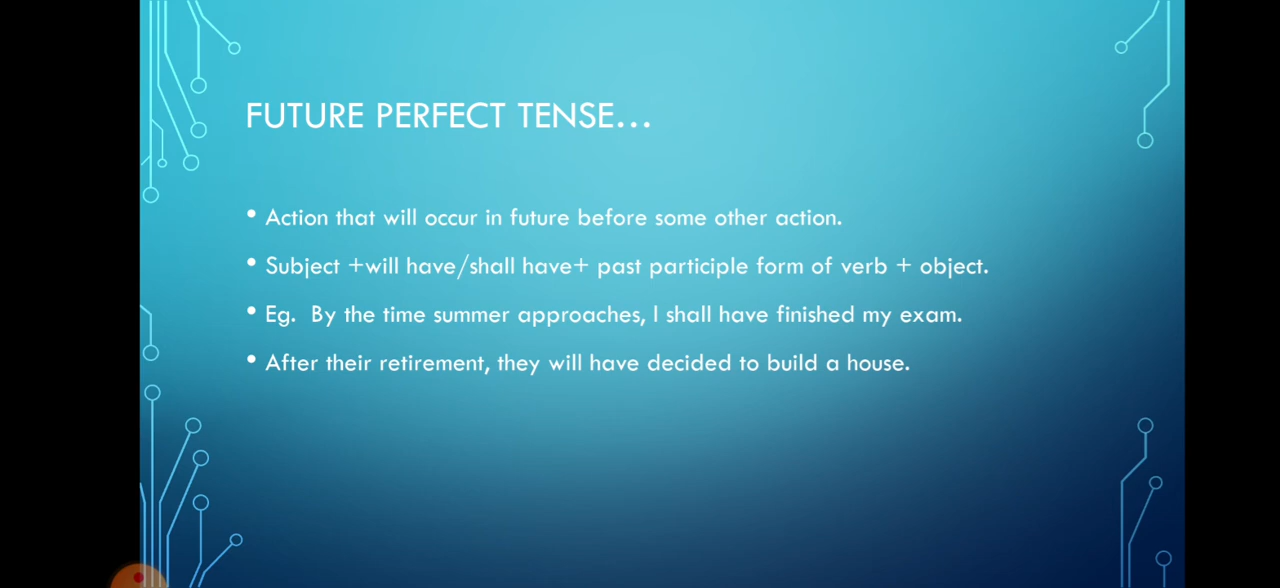 FUTURE PERFECT TENSE...
• Action that will occur in future before some other action.
• Subject +will have/shall have+ past participle form of verb + object.
• Eg.  By the time summer approaches, I shall have finished my exam.
• After their retirement, they will have decided to build a house.